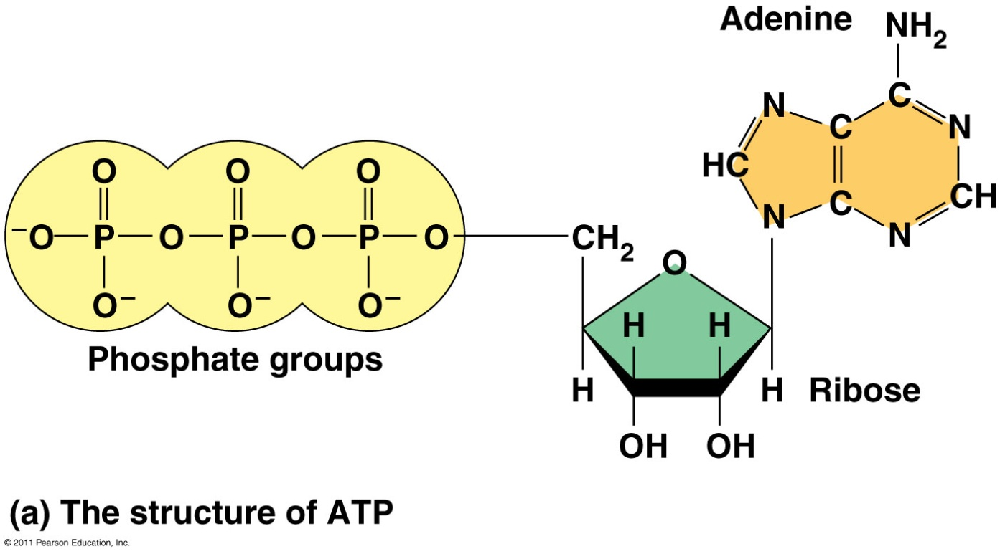 Adenine NH2
N C N
HC C C CH
N N
O O O
⁻O P O P O P O CH2
O⁻ O⁻ O⁻ O
H H
Phosphate groups
H H Ribose
OH OH
(a) The structure of ATP
© 2011 Pearson Education, Inc.